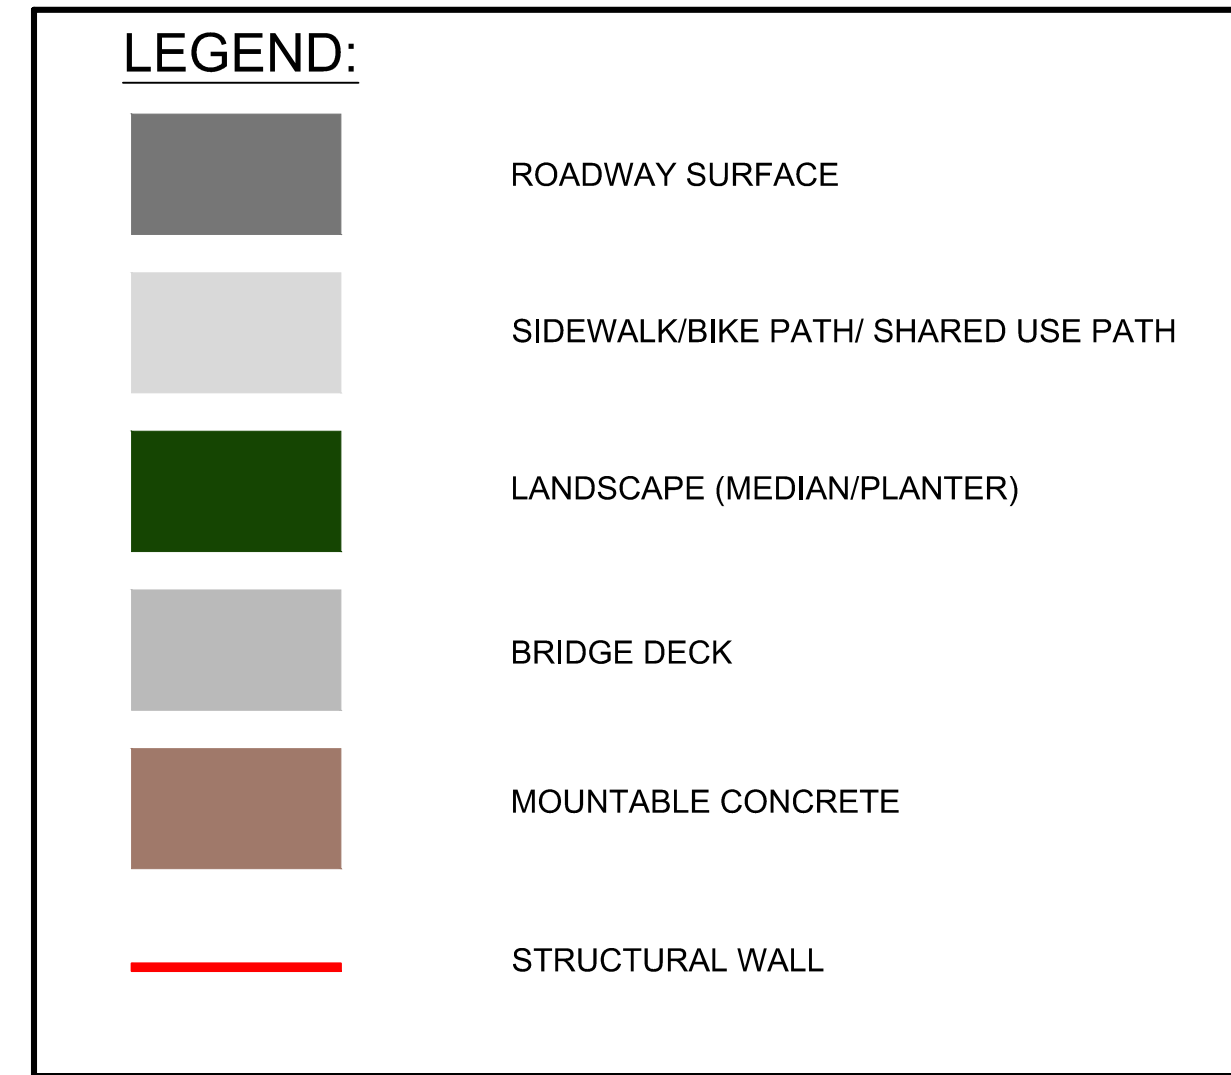 LEGEND:
ROADWAY SURFACE
SIDEWALK/BIKE PATH/ SHARED USE PATH
LANDSCAPE (MEDIAN/PLANTER)
BRIDGE DECK
MOUNTABLE CONCRETE
STRUCTURAL WALL